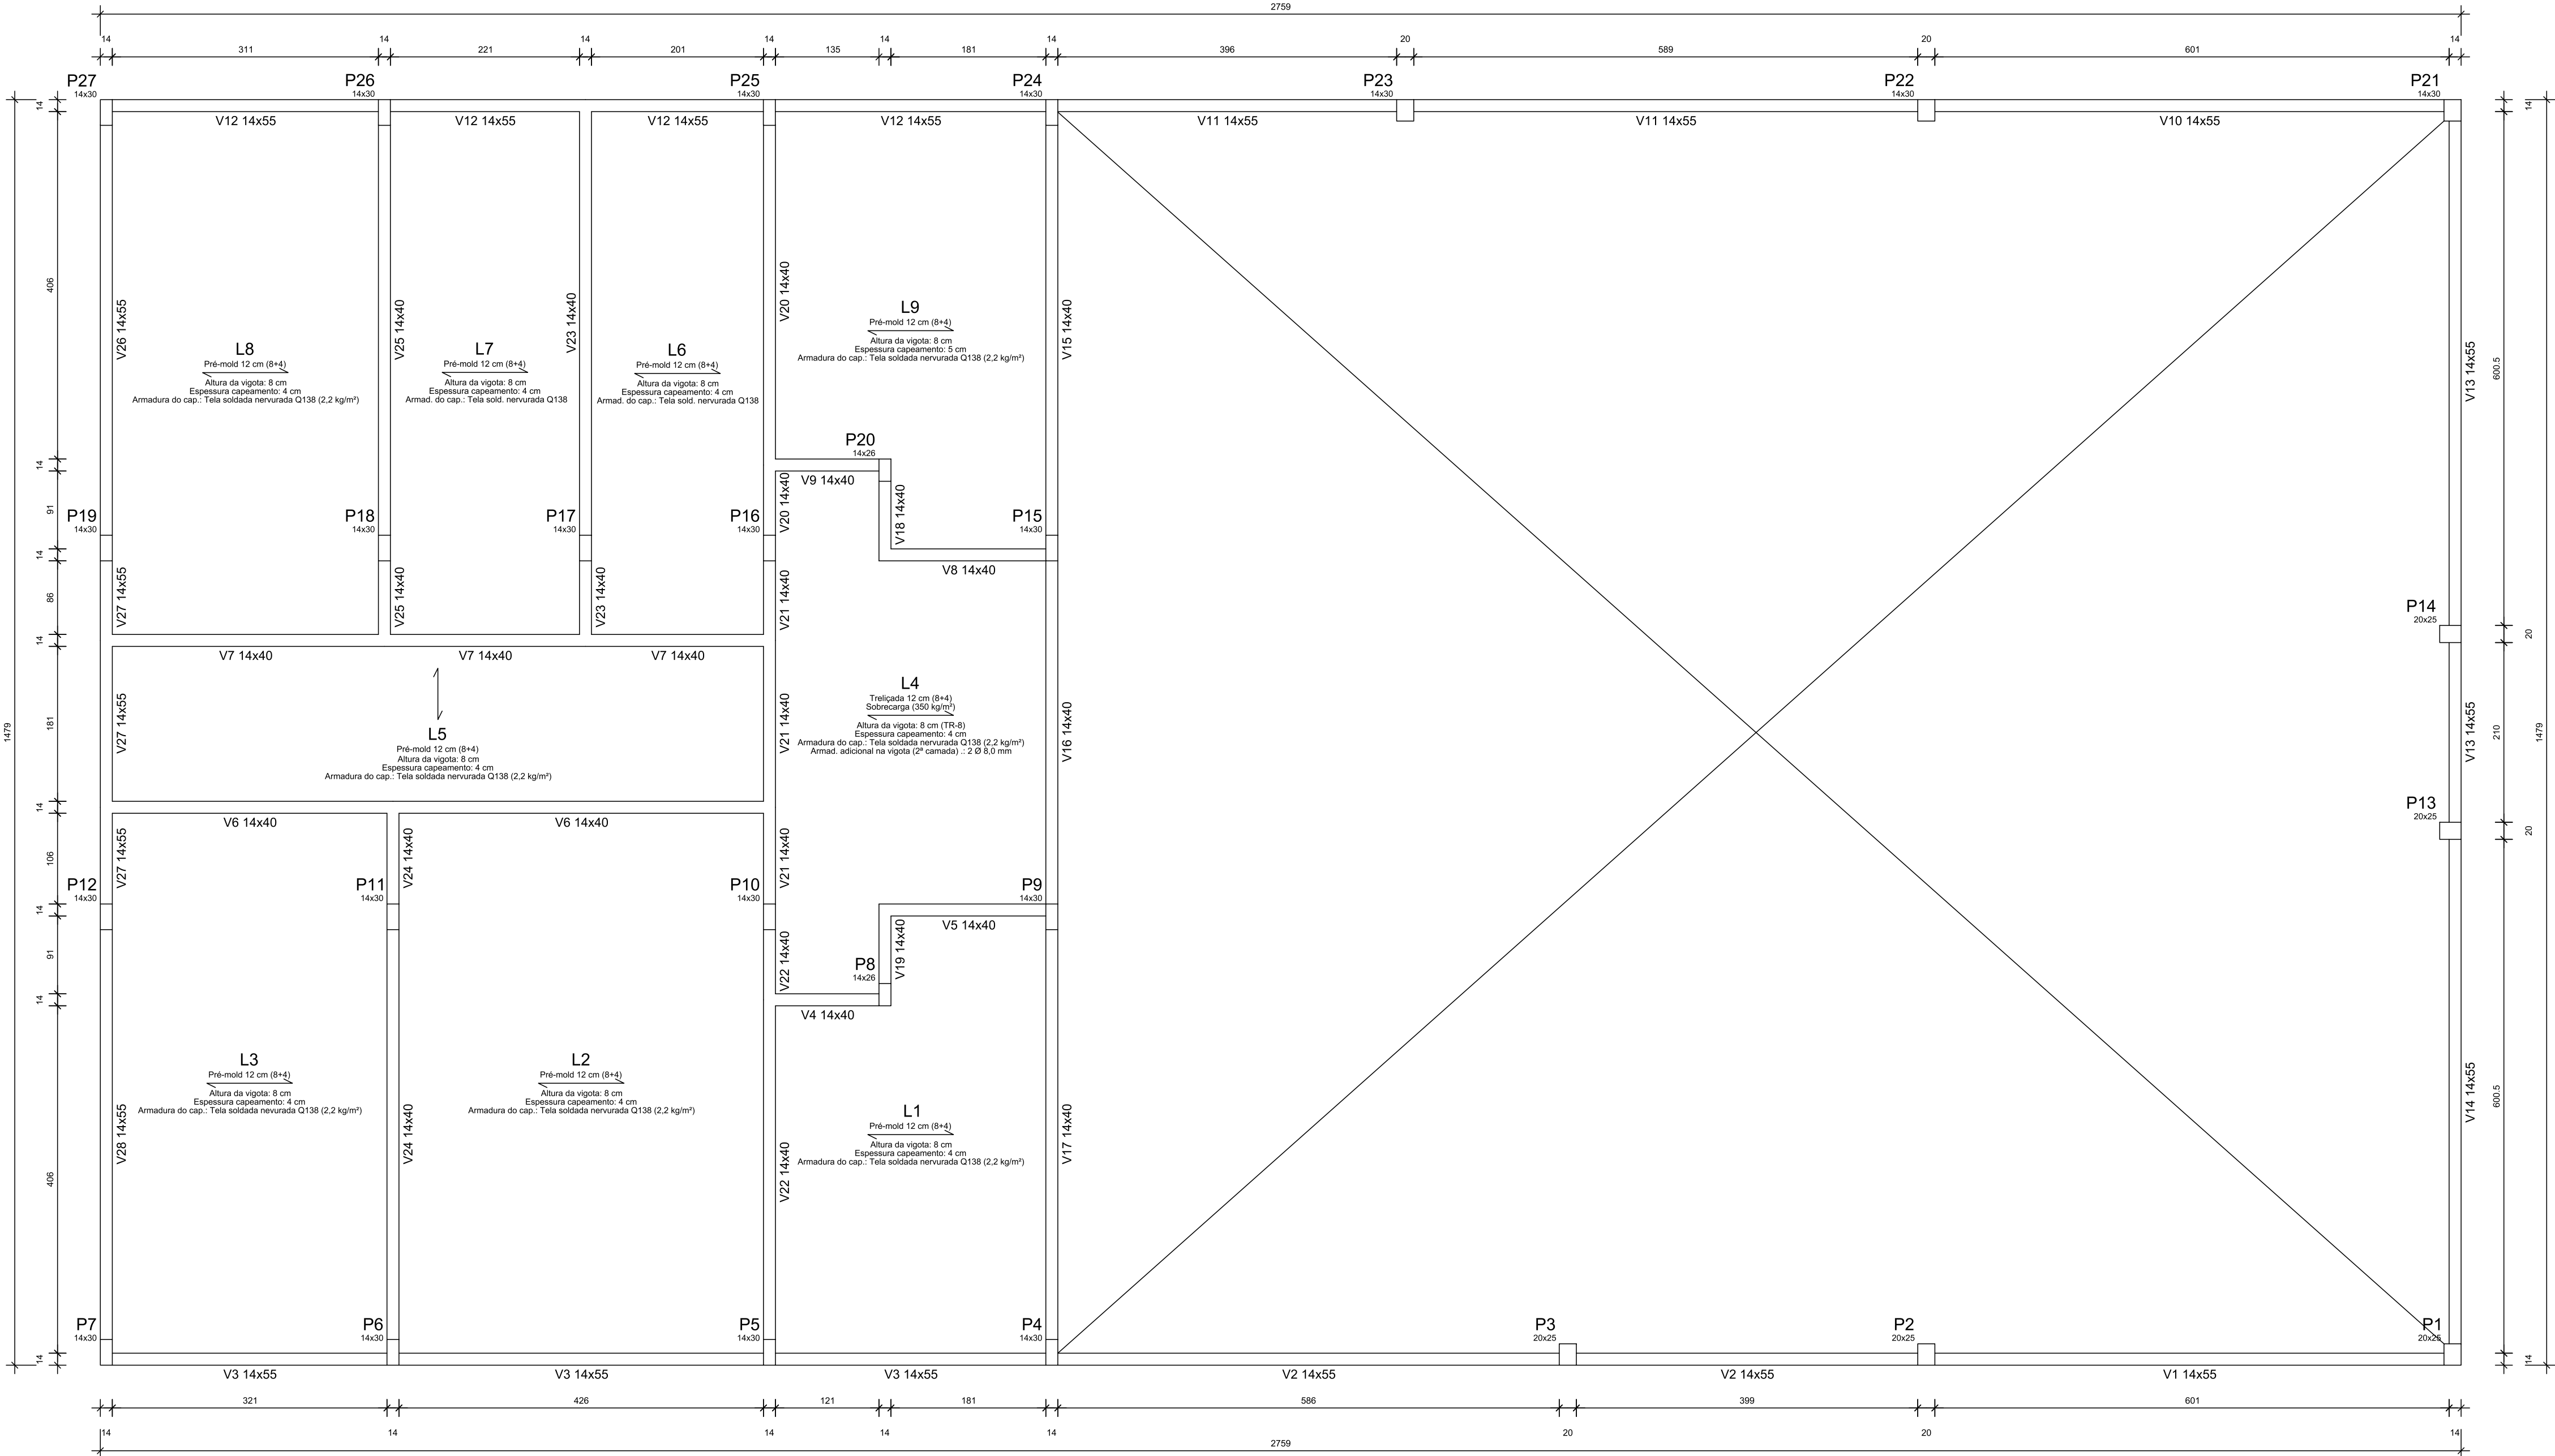 2759
14 311 14 221 14 201 14 135 14 181 14 396 20 589 20 601 14
P27 P26 P25 P24 P23 P22 P21
14x30 14x30 14x30 14x30 14x30 14x30 14x30
14 14 14
V12 14x55 V12 14x55 V12 14x55 V12 14x55 V11 14x55 V11 14x55 V10 14x55
406
V26 14x55
V25 14x40
V23 14x40
V20 14x40
V15 14x40
V13 14x55
600.5
L9
Pré-mold 12 cm (8+4)
Altura da vigota: 8 cm
Espessura capeamento: 5 cm
Armadura do cap.: Tela soldada nervurada Q138 (2,2 kg/m²)
L8
Pré-mold 12 cm (8+4)
Altura da vigota: 8 cm
Espessura capeamento: 4 cm
Armadura do cap.: Tela soldada nervurada Q138 (2,2 kg/m²)
L7
Pré-mold 12 cm (8+4)
Altura da vigota: 8 cm
Espessura capeamento: 4 cm
Armad. do cap.: Tela sold. nervurada Q138
L6
Pré-mold 12 cm (8+4)
Altura da vigota: 8 cm
Espessura capeamento: 4 cm
Armad. do cap.: Tela sold. nervurada Q138
P20
14x26
14
V9 14x40
91
V20 14x40
V18 14x40
P19 P18 P17 P16 P15
14x30 14x30 14x30 14x30 14x30
14
V8 14x40
86
V27 14x55
V25 14x40
V23 14x40
V21 14x40
P14
20x25
20
14
V7 14x40 V7 14x40 V7 14x40
1479
181
V27 14x55
L5
Pré-mold 12 cm (8+4)
Altura da vigota: 8 cm
Espessura capeamento: 4 cm
Armadura do cap.: Tela soldada nervurada Q138 (2,2 kg/m²)
V21 14x40
L4
Treliçada 12 cm (8+4)
Sobrecarga (350 kg/m²)
Altura da vigota: 8 cm (TR-8)
Espessura capeamento: 4 cm
Armadura do cap.: Tela soldada nervurada Q138 (2,2 kg/m²)
Armad. adicional na vigota (2ª camada) .: 2 Ø 8,0 mm
V16 14x40
V13 14x55
210
1479
P13
20x25
20
14
V6 14x40 V6 14x40
106
V27 14x55
V24 14x40
V21 14x40
P12 P11 P10 P9
14x30 14x30 14x30 14x30
14
V5 14x40
91
V22 14x40
V19 14x40
P8
14x26
14
V4 14x40
406
V28 14x55
L3
Pré-mold 12 cm (8+4)
Altura da vigota: 8 cm
Espessura capeamento: 4 cm
Armadura do cap.: Tela soldada nevurada Q138 (2,2 kg/m²)
V24 14x40
L2
Pré-mold 12 cm (8+4)
Altura da vigota: 8 cm
Espessura capeamento: 4 cm
Armadura do cap.: Tela soldada nervurada Q138 (2,2 kg/m²)
V22 14x40
L1
Pré-mold 12 cm (8+4)
Altura da vigota: 8 cm
Espessura capeamento: 4 cm
Armadura do cap.: Tela soldada nervurada Q138 (2,2 kg/m²)
V17 14x40
V14 14x55
600.5
P7 P6 P5 P4 P3 P2 P1
14x30 14x30 14x30 14x30 20x25 20x25 20x25
14 14
V3 14x55 V3 14x55 V3 14x55 V2 14x55 V2 14x55 V1 14x55
321 426 121 181 586 399 601
14 14 14 14 14 20 20 14
2759